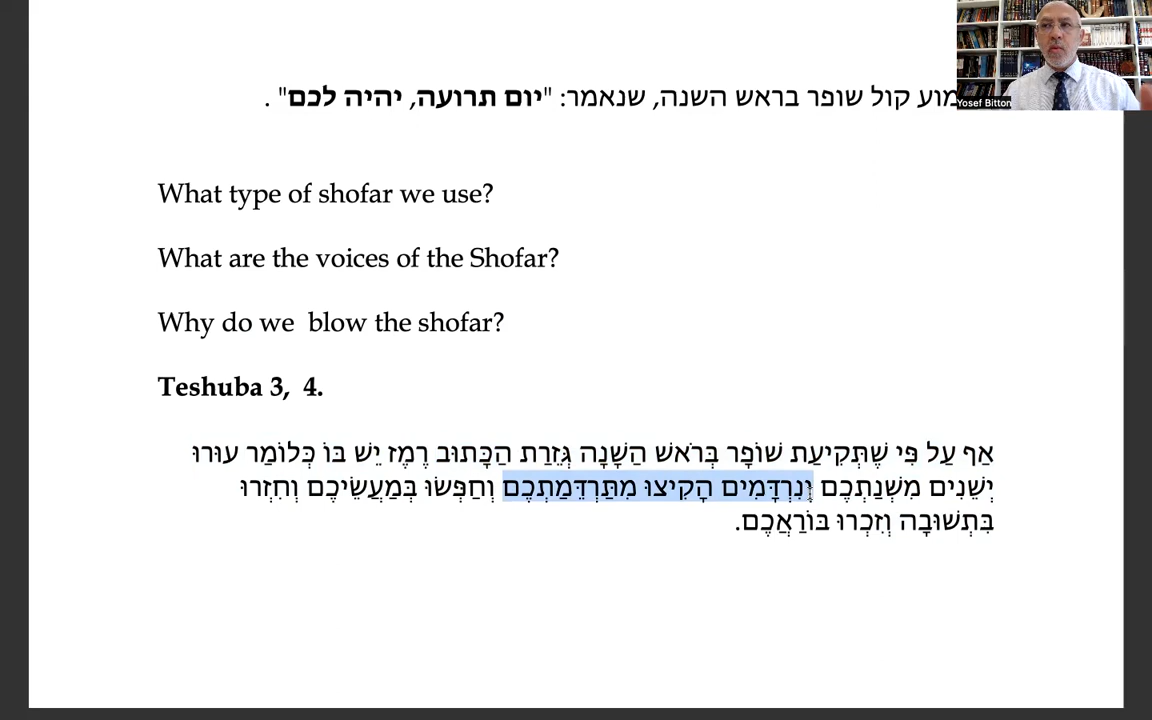 מוע קול שופר בראש השנה, שנאמר: "יום תרועה, יהיה לכם" .
Yosef Bitton
What type of shofar we use?
What are the voices of the Shofar?
Why do we blow the shofar?
Teshuba 3, 4.
אַף עַל פִּי שֶׁתְּקִיעַת שׁוֹפָר בְּרֹאשׁ הַשָּׁנָה גְּזֵרַת הַכָּתוּב רֶמֶז יֵשׁ בּוֹ כְּלוֹמַר עוּרוּ
יְשֵׁנִים מִשְּׁנַתְכֶם וְנִרְדָּמִים הָקִיצוּ מִתַּרְדֵּמַתְכֶם וְחַפְּשׂוּ בְּמַעֲשֵׂיכֶם וְחִזְרוּ
בִּתְשׁוּבָה וְזִכְרוּ בּוֹרַאֲכֶם.